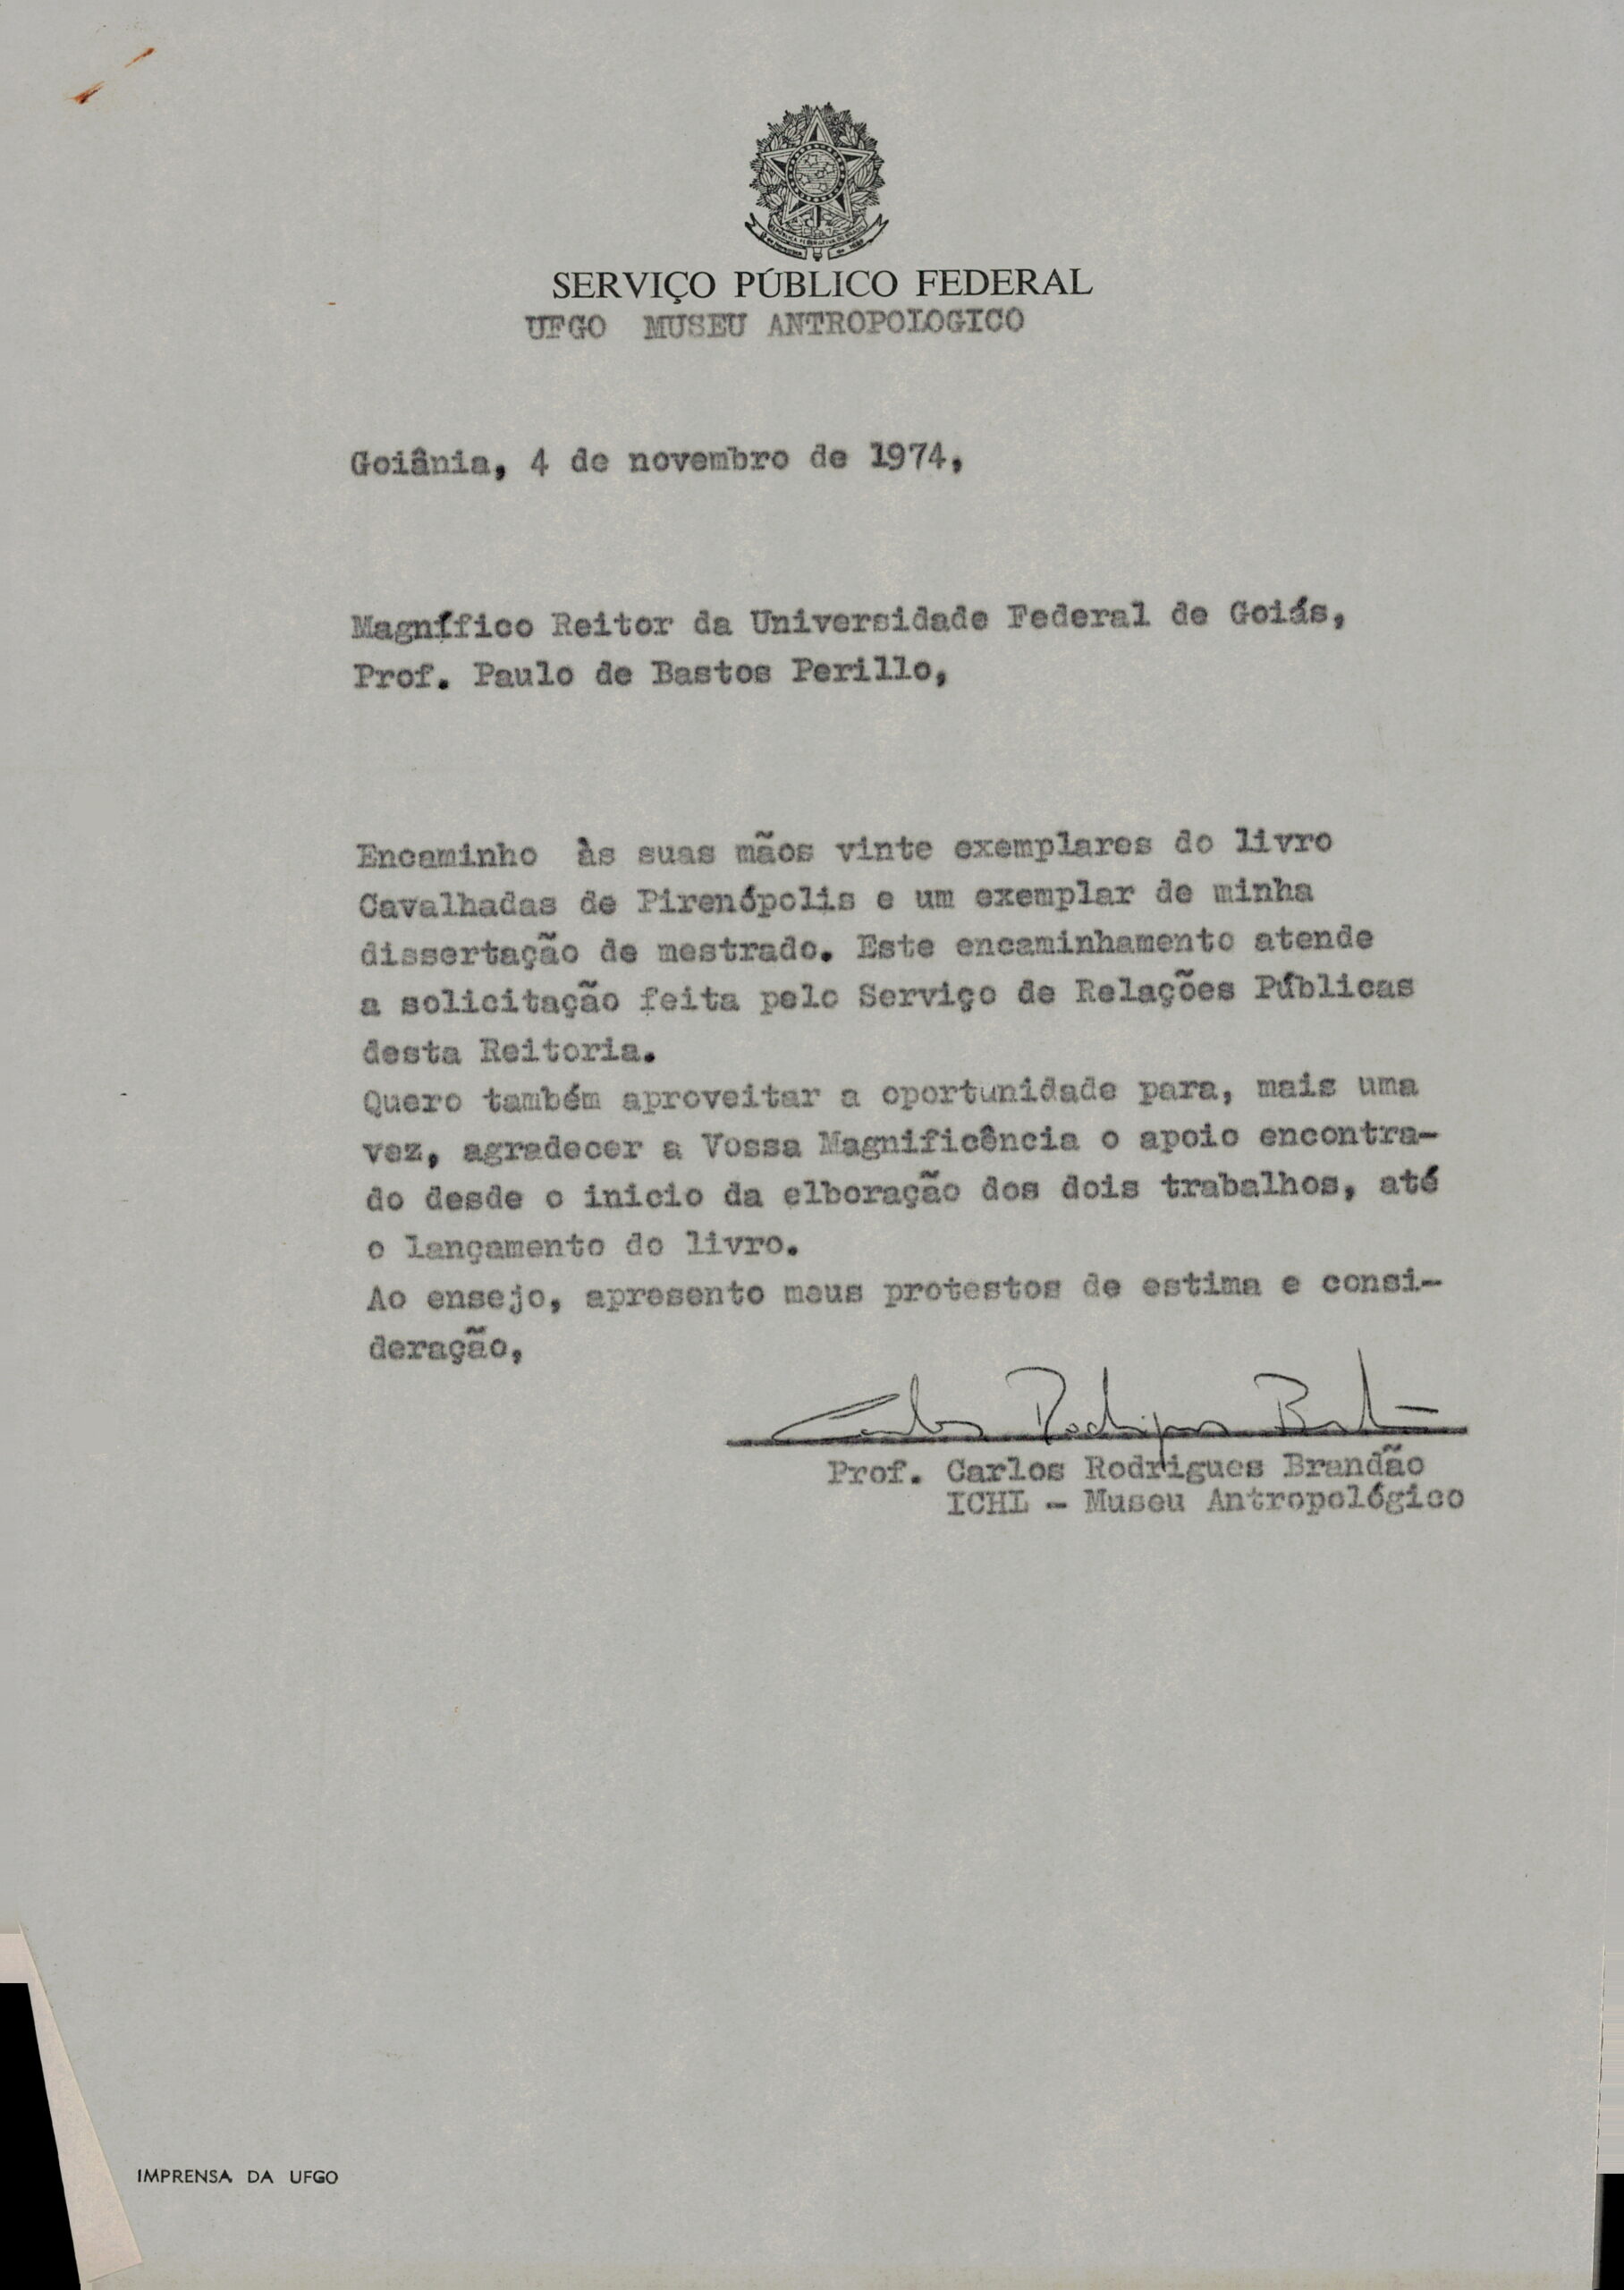 SERVIÇO PÚBLICO FEDERAL
UFGO MUSEU ANTROPOLOGICO
Goiânia, 4 de novembro de 1974,
Magnífico Reitor da Universidade Federal de Goiás,
Prof. Paulo de Bastos Perillo,
Encaminho às suas mãos vinte exemplares do livro
Cavalhadas de Pirenópolis e um exemplar de minha
dissertação de mestrado. Este encaminhamento atende
a solicitação feita pelo Serviço de Relações Públicas
desta Reitoria.
Quero também aproveitar a oportunidade para, mais uma
vez, agradecer a Vossa Magnificência o apoio encontra-
do desde o inicio da elboração dos dois trabalhos, até
o lançamento do livro.
Ao ensejo, apresento meus protestos de estima e consi-
deração,
Carlos Rodrigues Brandão
Prof. Carlos Rodrigues Brandão
ICHL - Museu Antropológico
IMPRENSA DA UFGO